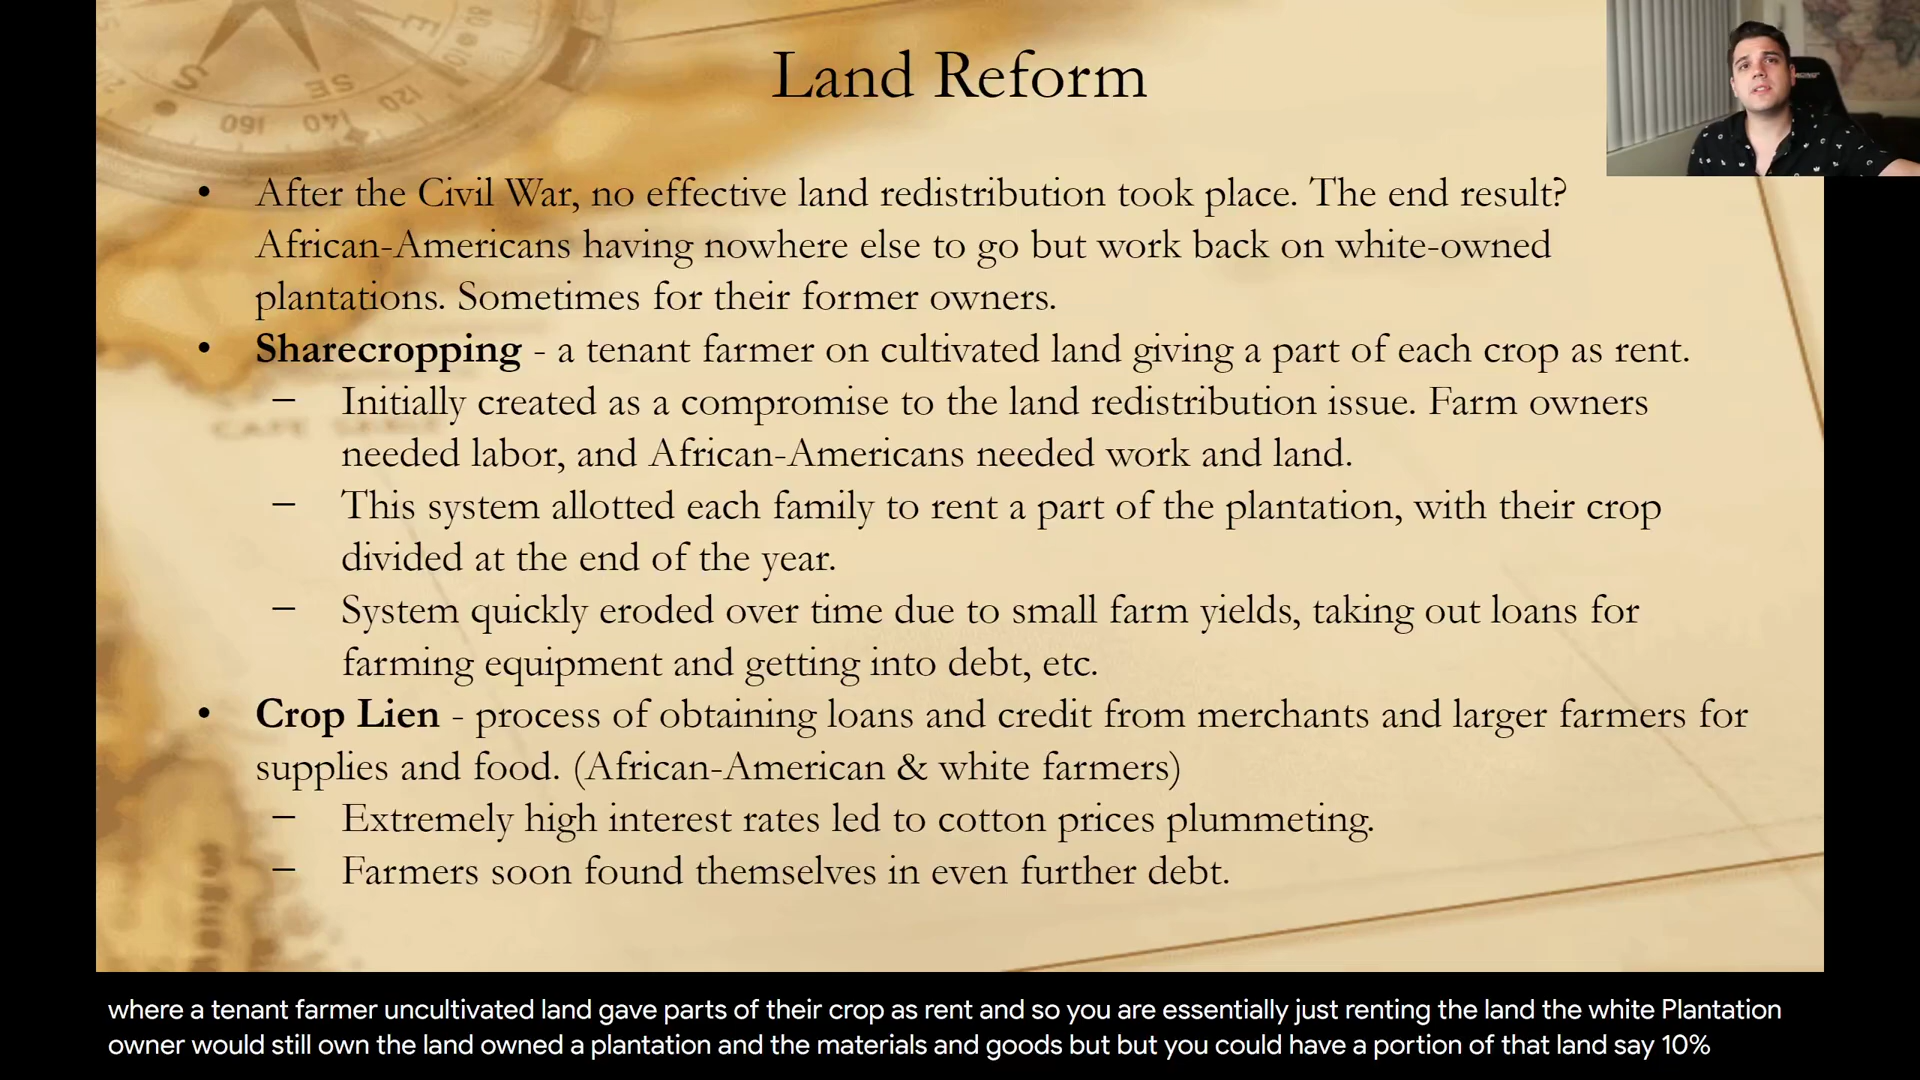 Land Reform
• After the Civil War, no effective land redistribution took place. The end result?
African-Americans having nowhere else to go but work back on white-owned
plantations. Sometimes for their former owners.
• Sharecropping - a tenant farmer on cultivated land giving a part of each crop as rent.
– Initially created as a compromise to the land redistribution issue. Farm owners
needed labor, and African-Americans needed work and land.
– This system allotted each family to rent a part of the plantation, with their crop
divided at the end of the year.
– System quickly eroded over time due to small farm yields, taking out loans for
farming equipment and getting into debt, etc.
• Crop Lien - process of obtaining loans and credit from merchants and larger farmers for
supplies and food. (African-American & white farmers)
– Extremely high interest rates led to cotton prices plummeting.
– Farmers soon found themselves in even further debt.
where a tenant farmer uncultivated land gave parts of their crop as rent and so you are essentially just renting the land the white Plantation
owner would still own the land owned a plantation and the materials and goods but but you could have a portion of that land say 10%
S
SE
E
160
140
120
80
CAPE SABLE